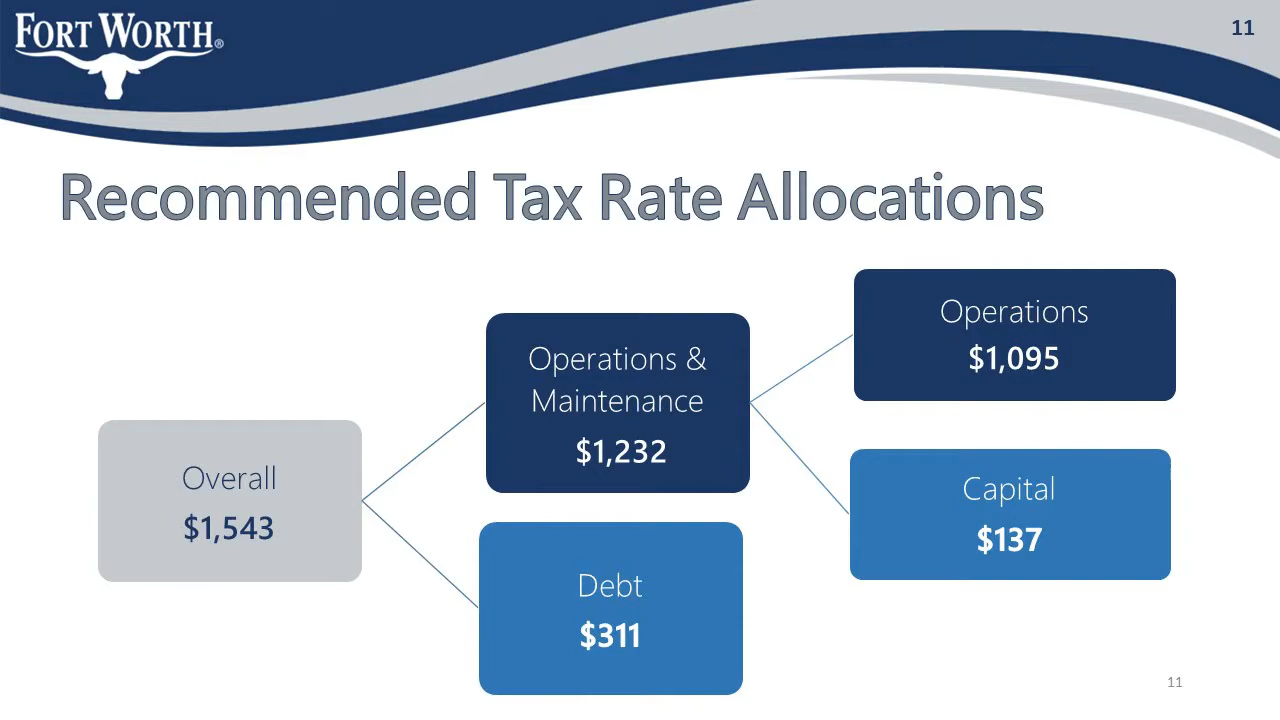 FORT WORTH®
11
Recommended Tax Rate Allocations
Overall
$1,543
Operations &
Maintenance
$1,232
Debt
$311
Operations
$1,095
Capital
$137
11